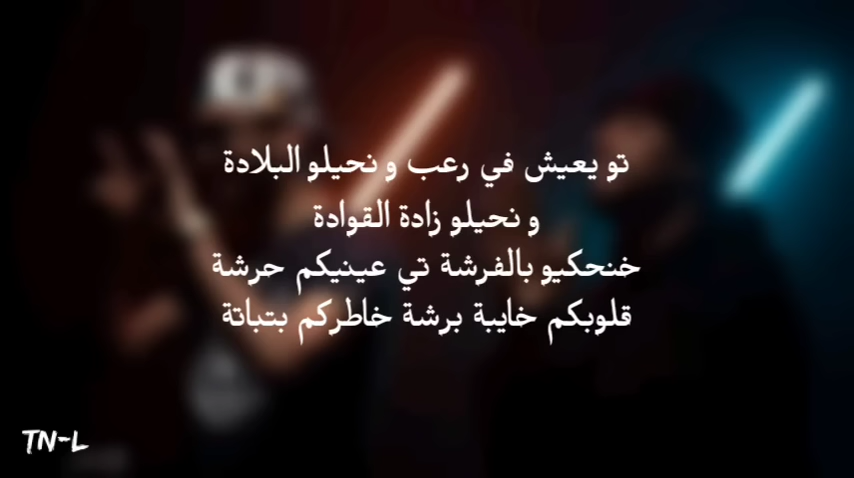 تو يعيش في رعب و نحيلو البلادة
و نحيلو زادة القوادة
خنحكيو بالفرشة تي عينيكم حرشة
قلوبكم خايبة برشة خاطركم بتباتة
TN-L